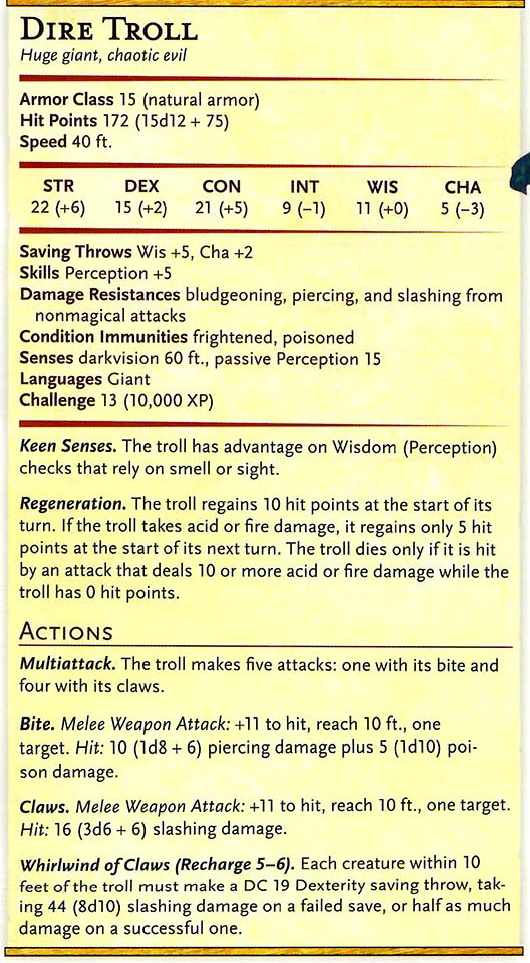 DIRE TROLL
Huge giant, chaotic evil
Armor Class 15 (natural armor)
Hit Points 172 (15d12 + 75)
Speed 40 ft.
STR DEX CON INT WIS CHA
22 (+6) 15 (+2) 21 (+5) 9 (–1) 11 (+0) 5 (–3)
Saving Throws Wis +5, Cha +2
Skills Perception +5
Damage Resistances bludgeoning, piercing, and slashing from
nonmagical attacks
Condition Immunities frightened, poisoned
Senses darkvision 60 ft., passive Perception 15
Languages Giant
Challenge 13 (10,000 XP)
Keen Senses. The troll has advantage on Wisdom (Perception)
checks that rely on smell or sight.
Regeneration. The troll regains 10 hit points at the start of its
turn. If the troll takes acid or fire damage, it regains only 5 hit
points at the start of its next turn. The troll dies only if it is hit
by an attack that deals 10 or more acid or fire damage while the
troll has 0 hit points.
ACTIONS
Multiattack. The troll makes five attacks: one with its bite and
four with its claws.
Bite. Melee Weapon Attack: +11 to hit, reach 10 ft., one
target. Hit: 10 (1d8 + 6) piercing damage plus 5 (1d10) poi-
son damage.
Claws. Melee Weapon Attack: +11 to hit, reach 10 ft., one target.
Hit: 16 (3d6 + 6) slashing damage.
Whirlwind of Claws (Recharge 5–6). Each creature within 10
feet of the troll must make a DC 19 Dexterity saving throw, tak-
ing 44 (8d10) slashing damage on a failed save, or half as much
damage on a successful one.